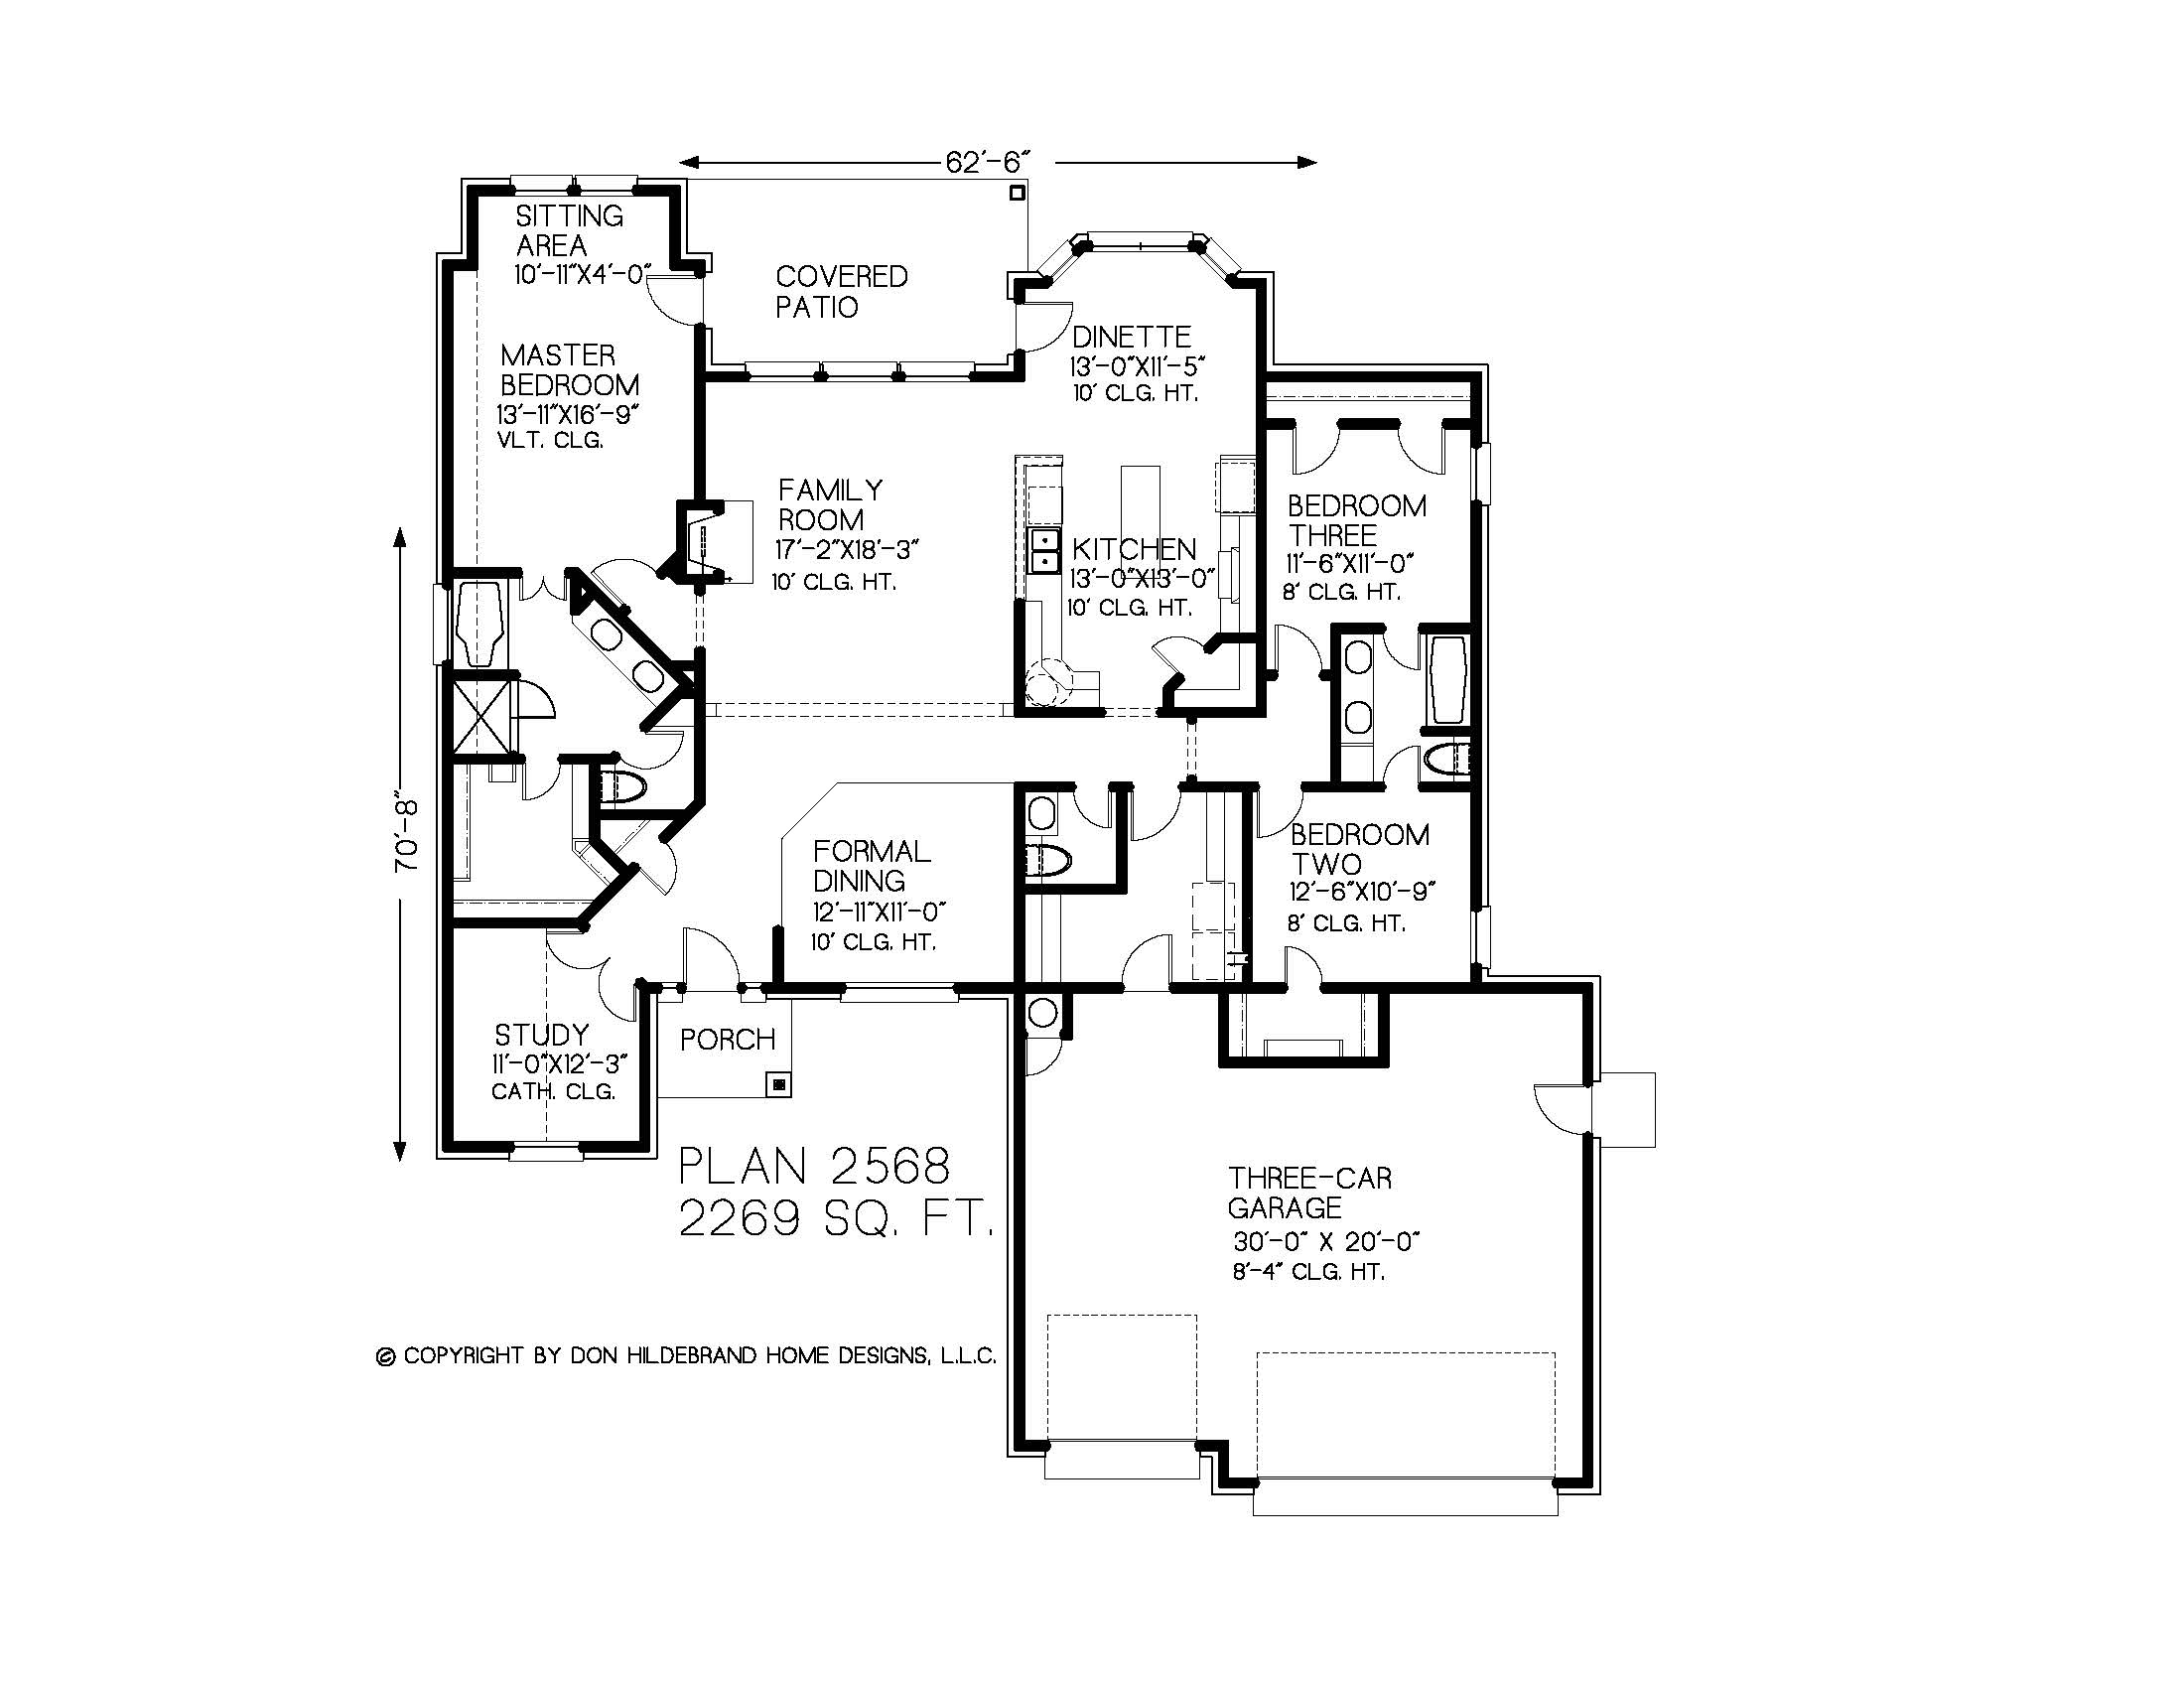 62'-6"
SITTING
AREA
10'-11"X4'-0"
COVERED
PATIO
DINETTE
13'-0"X11'-5"
10' CLG. HT.
MASTER
BEDROOM
13'-11"X16'-9"
VLT. CLG.
FAMILY
ROOM
17'-2"X18'-3"
10' CLG. HT.
KITCHEN
13'-0"X13'-0"
10' CLG. HT.
BEDROOM
THREE
11'-6"X11'-0"
8' CLG. HT.
70'-8"
FORMAL
DINING
12'-11"X11'-0"
10' CLG. HT.
BEDROOM
TWO
12'-6"X10'-9"
8' CLG. HT.
STUDY
11'-0"X12'-3"
CATH. CLG.
PORCH
PLAN 2568
2269 SQ. FT.
THREE-CAR
GARAGE
30'-0" X 20'-0"
8'-4" CLG. HT.
© COPYRIGHT BY DON HILDEBRAND HOME DESIGNS, L.L.C.